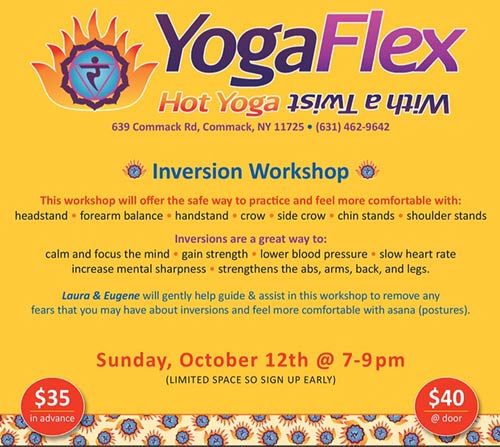 YogaFlex
Hot Yoga With a Twist
639 Commack Rd, Commack, NY 11725 • (631) 462-9642
Inversion Workshop
This workshop will offer the safe way to practice and feel more comfortable with:
headstand • forearm balance • handstand • crow • side crow • chin stands • shoulder stands
Inversions are a great way to:
calm and focus the mind • gain strength • lower blood pressure • slow heart rate
increase mental sharpness • strengthens the abs, arms, back, and legs.
Laura & Eugene will gently help guide & assist in this workshop to remove any
fears that you may have about inversions and feel more comfortable with asana (postures).
Sunday, October 12th @ 7-9pm
(LIMITED SPACE SO SIGN UP EARLY)
$35
in advance
$40
@ door